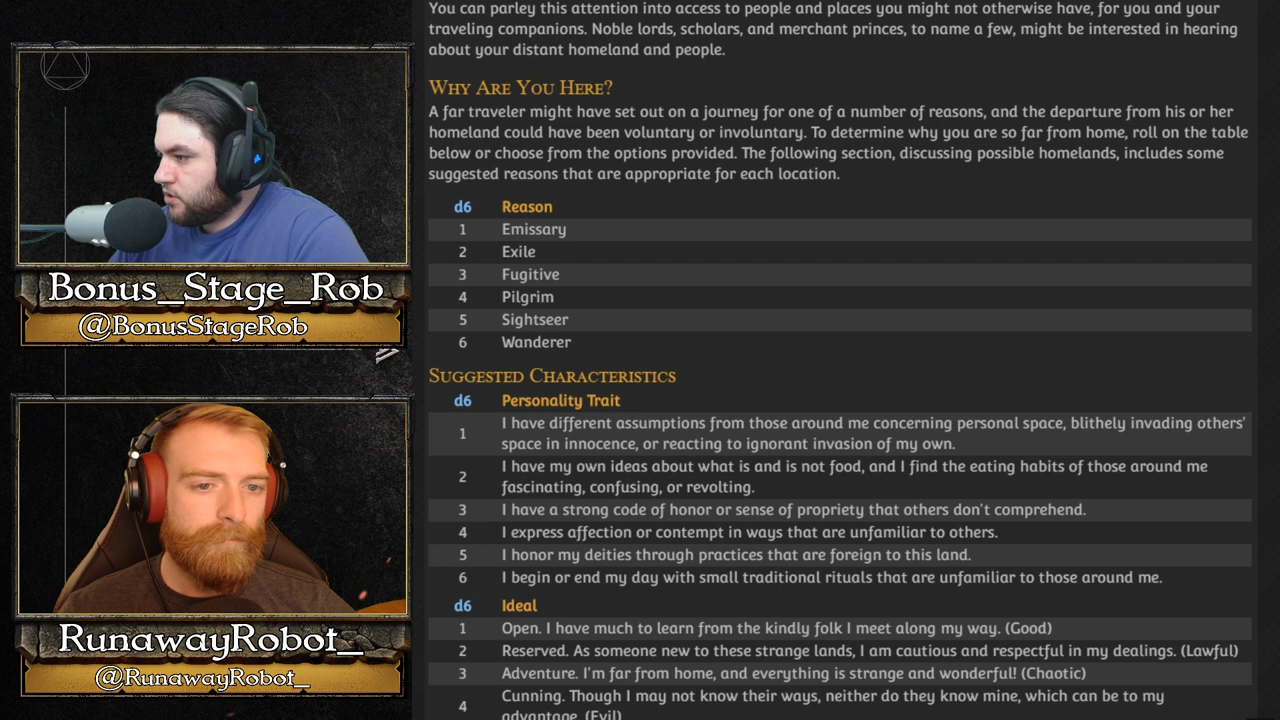 You can parley this attention into access to people and places you might not otherwise have, for you and your
traveling companions. Noble lords, scholars, and merchant princes, to name a few, might be interested in hearing
about your distant homeland and people.
Why Are You Here?
A far traveler might have set out on a journey for one of a number of reasons, and the departure from his or her
homeland could have been voluntary or involuntary. To determine why you are so far from home, roll on the table
below or choose from the options provided. The following section, discussing possible homelands, includes some
suggested reasons that are appropriate for each location.
d6 Reason
1 Emissary
2 Exile
3 Fugitive
4 Pilgrim
5 Sightseer
6 Wanderer
Suggested Characteristics
d6 Personality Trait
1 I have different assumptions from those around me concerning personal space, blithely invading others'
space in innocence, or reacting to ignorant invasion of my own.
2 I have my own ideas about what is and is not food, and I find the eating habits of those around me
fascinating, confusing, or revolting.
3 I have a strong code of honor or sense of propriety that others don't comprehend.
4 I express affection or contempt in ways that are unfamiliar to others.
5 I honor my deities through practices that are foreign to this land.
6 I begin or end my day with small traditional rituals that are unfamiliar to those around me.
d6 Ideal
1 Open. I have much to learn from the kindly folk I meet along my way. (Good)
2 Reserved. As someone new to these strange lands, I am cautious and respectful in my dealings. (Lawful)
3 Adventure. I'm far from home, and everything is strange and wonderful! (Chaotic)
4 Cunning. Though I may not know their ways, neither do they know mine, which can be to my
advantage. (Evil)
Bonus_Stage_Rob
@BonusStageRob
RunawayRobot_
@RunawayRobot_